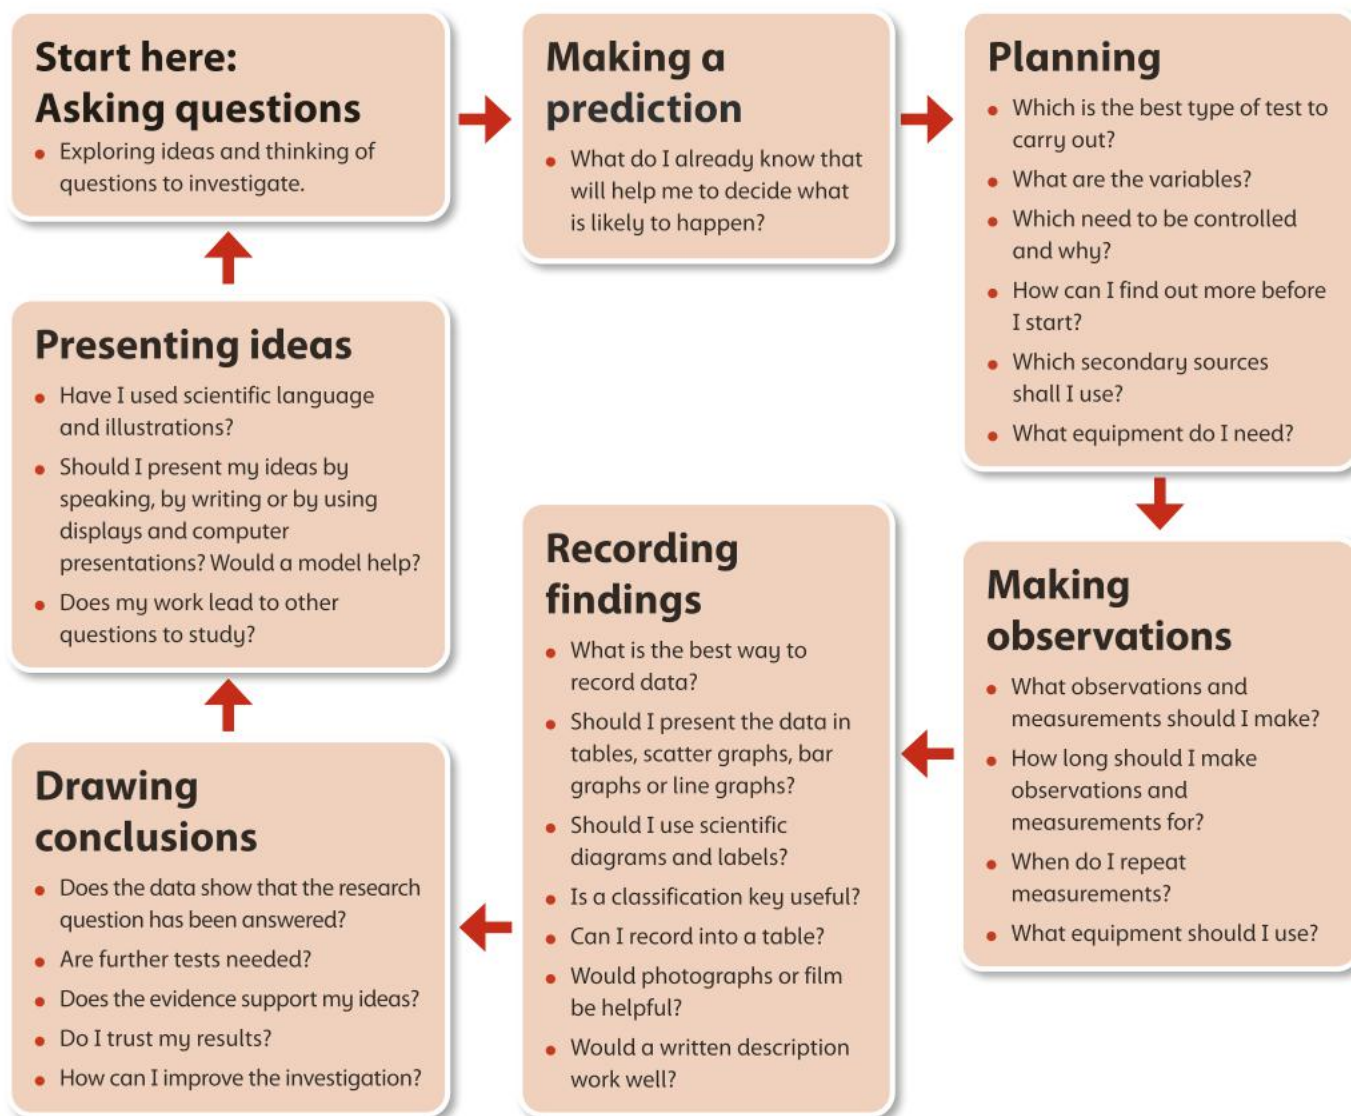 Start here:
Asking questions
• Exploring ideas and thinking of
questions to investigate.
Making a
prediction
• What do I already know that
will help me to decide what
is likely to happen?
Planning
• Which is the best type of test to
carry out?
• What are the variables?
• Which need to be controlled
and why?
• How can I find out more before
I start?
• Which secondary sources
shall I use?
• What equipment do I need?
Making
observations
• What observations and
measurements should I make?
• How long should I make
observations and
measurements for?
• When do I repeat
measurements?
• What equipment should I use?
Recording
findings
• What is the best way to
record data?
• Should I present the data in
tables, scatter graphs, bar
graphs or line graphs?
• Should I use scientific
diagrams and labels?
• Is a classification key useful?
• Can I record into a table?
• Would photographs or film
be helpful?
• Would a written description
work well?
Drawing
conclusions
• Does the data show that the research
question has been answered?
• Are further tests needed?
• Does the evidence support my ideas?
• Do I trust my results?
• How can I improve the investigation?
Presenting ideas
• Have I used scientific language
and illustrations?
• Should I present my ideas by
speaking, by writing or by using
displays and computer
presentations? Would a model help?
• Does my work lead to other
questions to study?